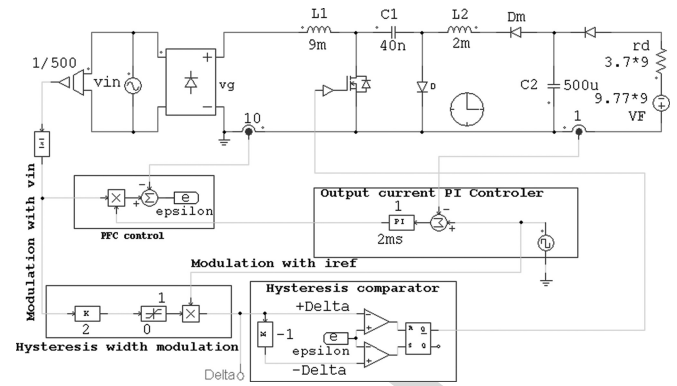 L1
9m
C1
40n
L2
2m
Dm
rd
3.7*9
C2
500u
9.77*9
VF
1/500
vin
vg
D
10
1
|x|
Modulation with vin
e
epsilon
PFC control
Output current PI Controler
1
PI
2ms
Modulation with iref
K
2
1
0
Hysteresis width modulation
Hysteresis comparator
+Delta
-1
e
epsilon
-Delta
R Q
S Q
Delta